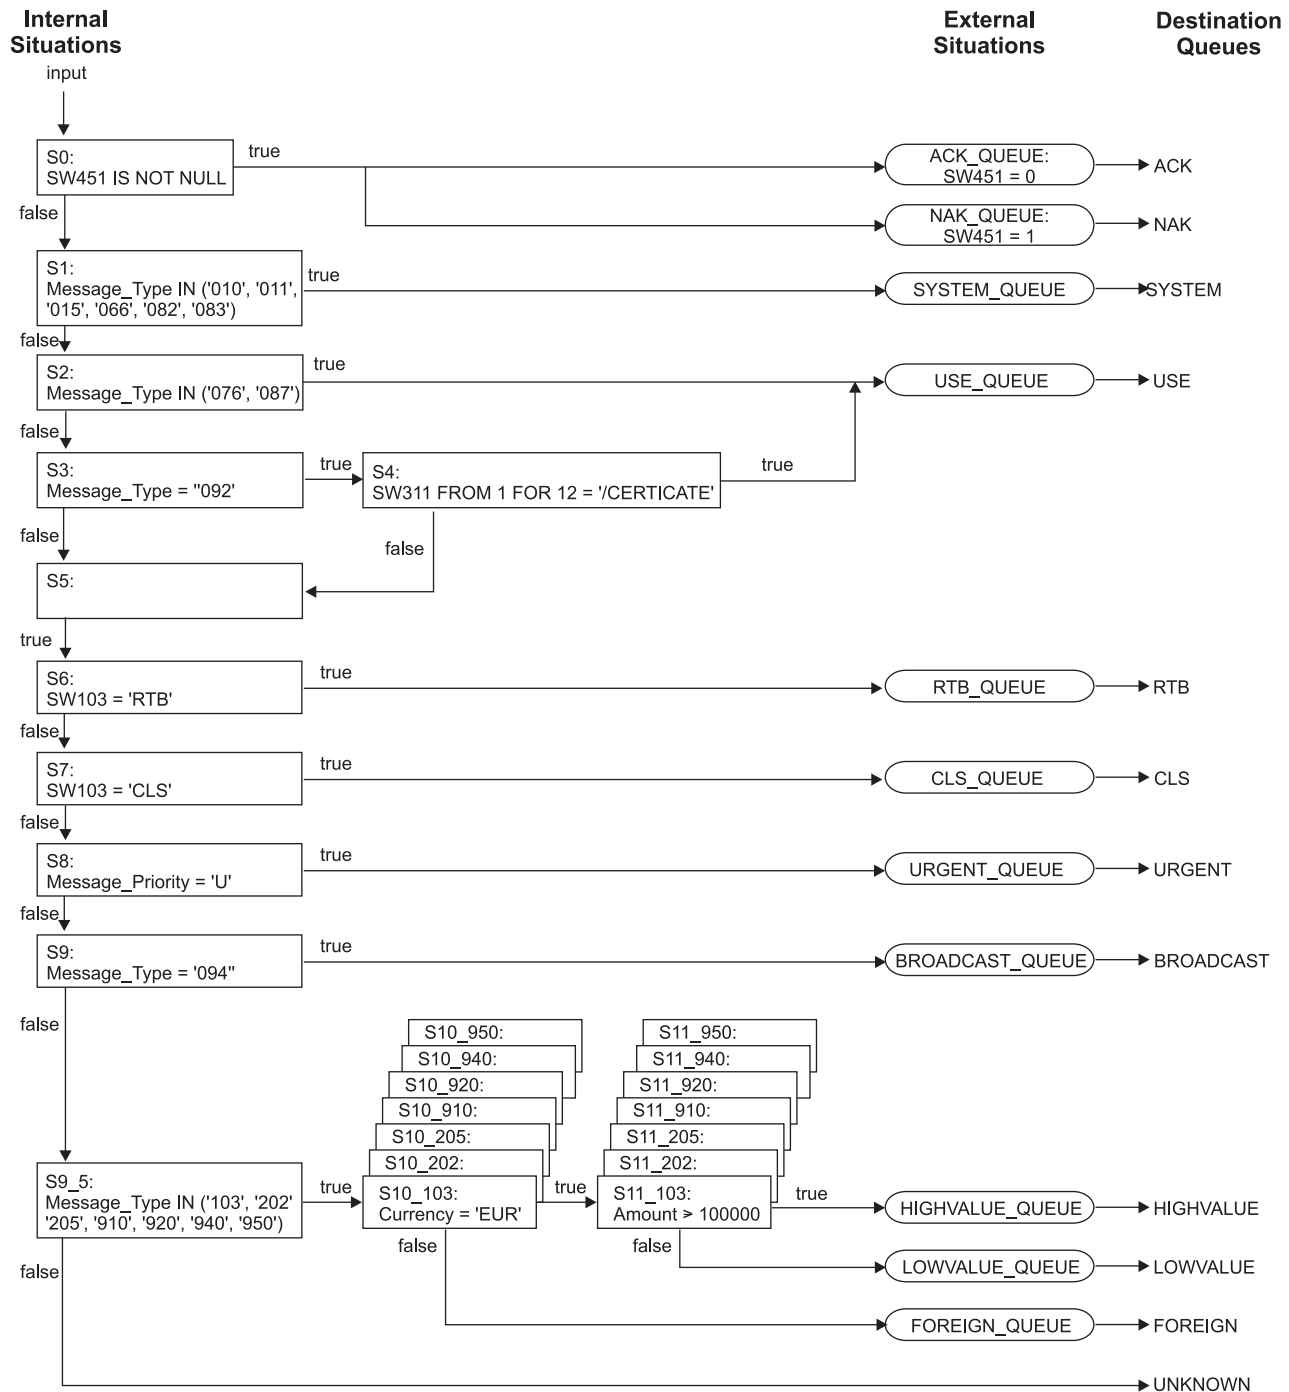 Internal
Situations
External
Situations
Destination
Queues
input
S0:
SW451 IS NOT NULL
true
false
ACK_QUEUE:
SW451 = 0
ACK
NAK_QUEUE:
SW451 = 1
NAK
S1:
Message_Type IN ('010', '011',
'015', '066', '082', '083')
true
false
SYSTEM_QUEUE
SYSTEM
S2:
Message_Type IN ('076', '087')
true
false
USE_QUEUE
USE
S3:
Message_Type = "092'
true
false
S4:
SW311 FROM 1 FOR 12 = '/CERTICATE'
true
false
S5:
true
S6:
SW103 = 'RTB'
true
false
RTB_QUEUE
RTB
S7:
SW103 = 'CLS'
true
false
CLS_QUEUE
CLS
S8:
Message_Priority = 'U'
true
false
URGENT_QUEUE
URGENT
S9:
Message_Type = '094"
true
false
BROADCAST_QUEUE
BROADCAST
S10_950:
S10_940:
S10_920:
S10_910:
S10_205:
S10_202:
S10_103:
Currency = 'EUR'
S11_950:
S11_940:
S11_920:
S11_910:
S11_205:
S11_202:
S11_103:
Amount > 100000
S9_5:
Message_Type IN ('103', '202'
'205', '910', '920', '940', '950')
true
true
true
false
false
false
HIGHVALUE_QUEUE
HIGHVALUE
LOWVALUE_QUEUE
LOWVALUE
FOREIGN_QUEUE
FOREIGN
UNKNOWN